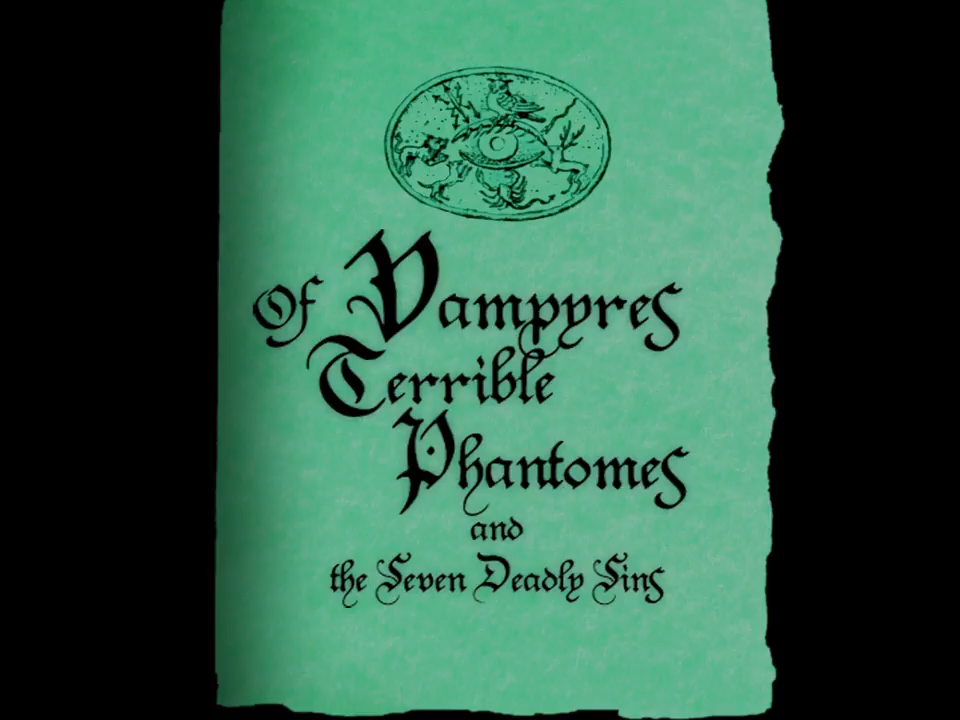 Of Vampyres
Terrible
Phantomes
and
the Seven Deadly Sins